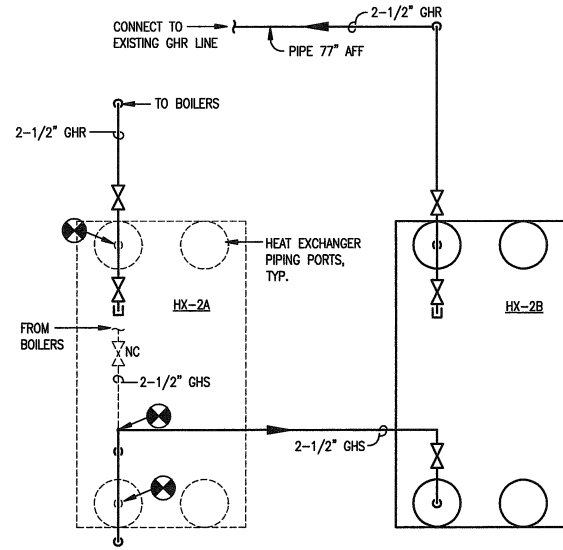 2-1/2" GHR
CONNECT TO
EXISTING GHR LINE
PIPE 77" AFF
TO BOILERS
2-1/2" GHR
HEAT EXCHANGER
PIPING PORTS,
TYP.
HX-2A
HX-2B
FROM
BOILERS
NC
2-1/2" GHS
2-1/2" GHS